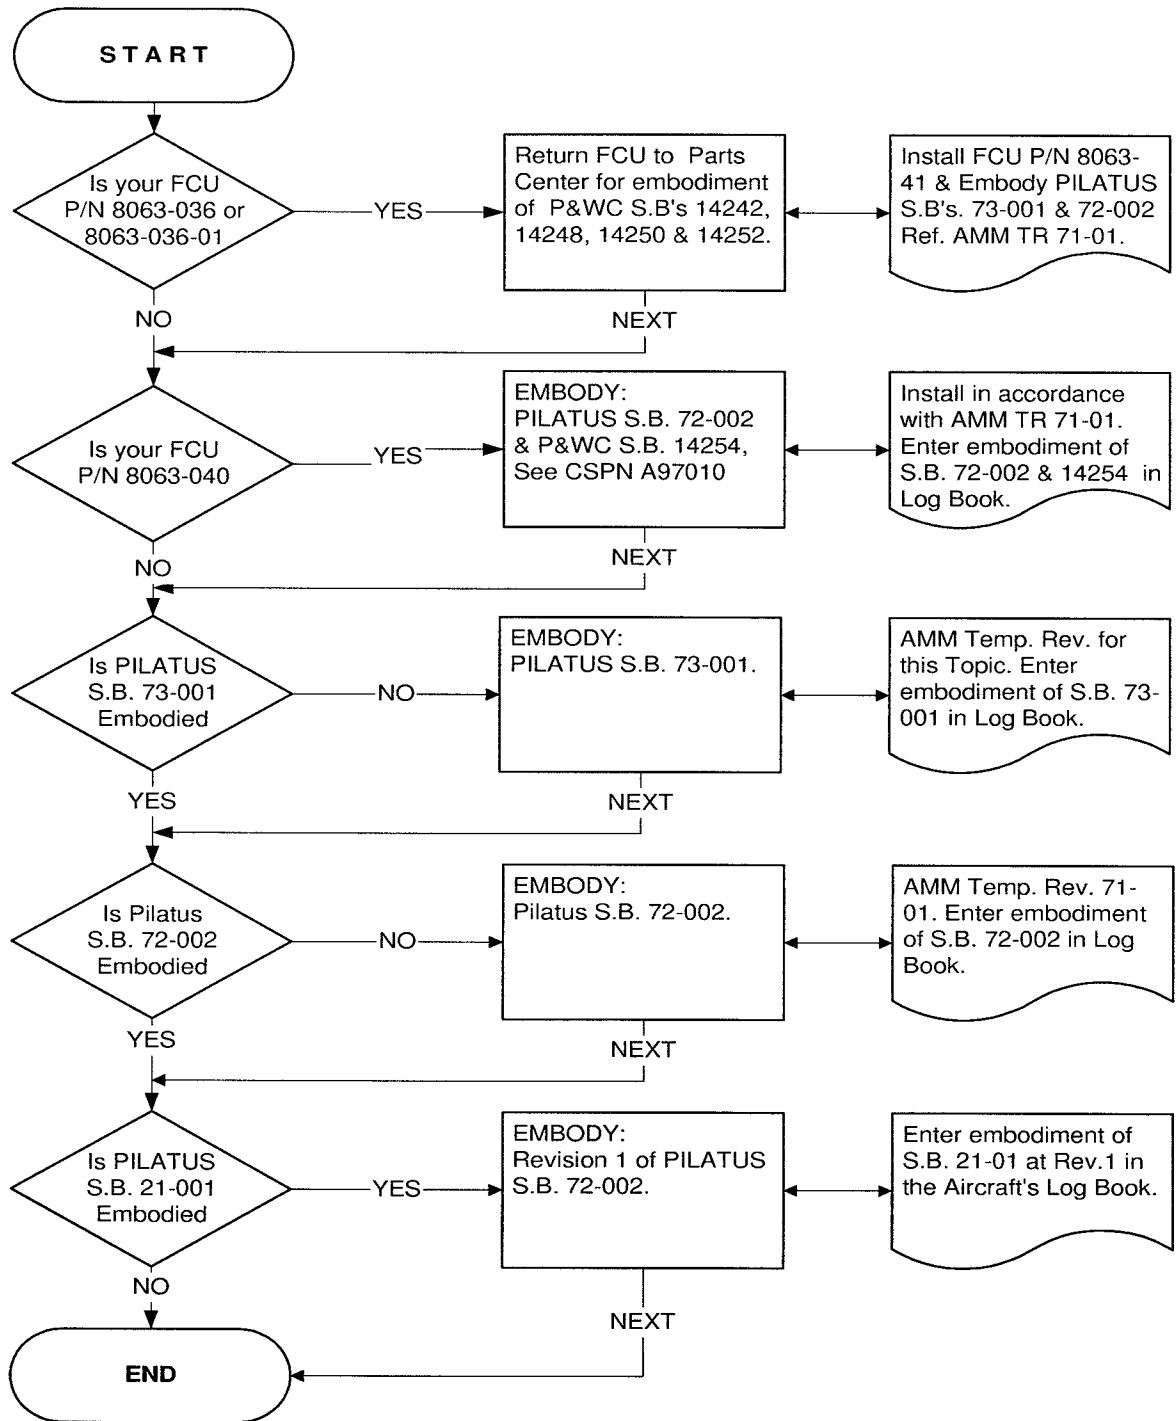 START
Is your FCU
P/N 8063-036 or
8063-036-01
YES
Return FCU to Parts
Center for embodiment
of P&WC S.B's 14242,
14248, 14250 & 14252.
Install FCU P/N 8063-
41 & Embody PILATUS
S.B's. 73-001 & 72-002
Ref. AMM TR 71-01.
NO
NEXT
Is your FCU
P/N 8063-040
YES
EMBODY:
PILATUS S.B. 72-002
& P&WC S.B. 14254,
See CSPN A97010
Install in accordance
with AMM TR 71-01.
Enter embodiment of
S.B. 72-002 & 14254 in
Log Book.
NO
NEXT
Is PILATUS
S.B. 73-001
Embodied
NO
EMBODY:
PILATUS S.B. 73-001.
AMM Temp. Rev. for
this Topic. Enter
embodiment of S.B. 73-
001 in Log Book.
YES
NEXT
Is Pilatus
S.B. 72-002
Embodied
NO
EMBODY:
Pilatus S.B. 72-002.
AMM Temp. Rev. 71-
01. Enter embodiment
of S.B. 72-002 in Log
Book.
YES
NEXT
Is PILATUS
S.B. 21-001
Embodied
YES
EMBODY:
Revision 1 of PILATUS
S.B. 72-002.
Enter embodiment of
S.B. 21-01 at Rev.1 in
the Aircraft's Log Book.
NO
NEXT
END